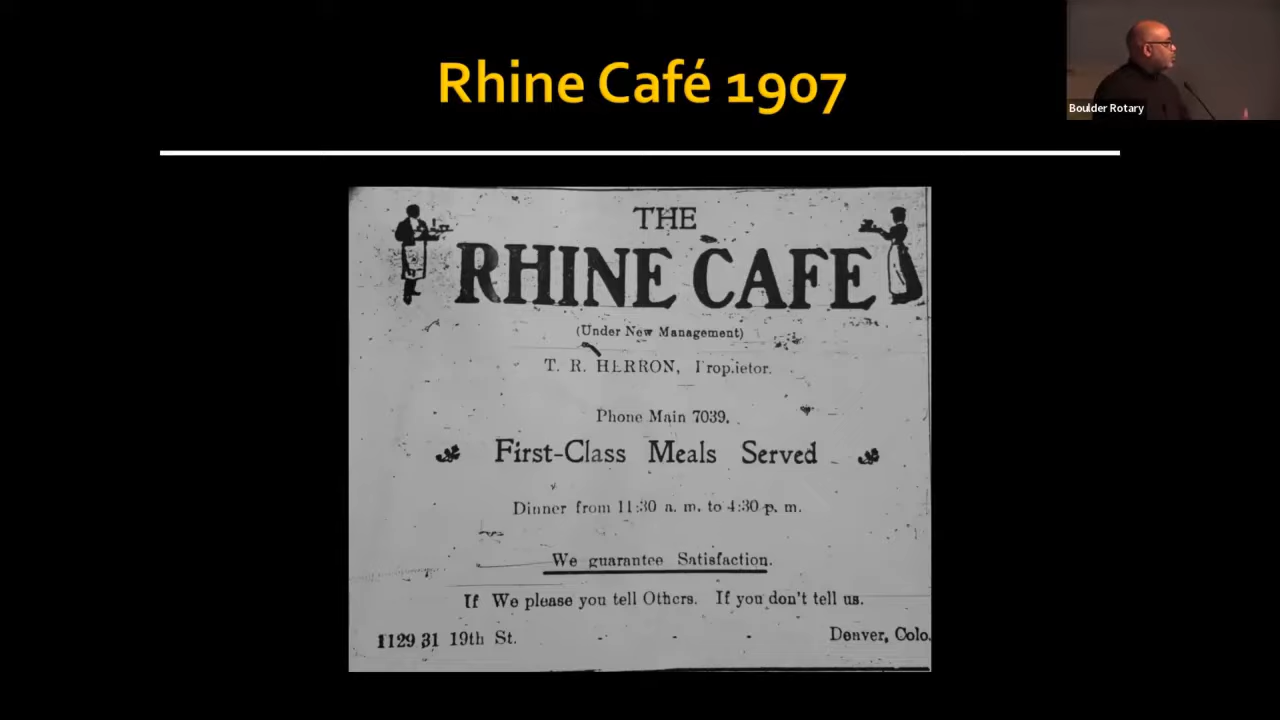 Rhine Café 1907
Boulder Rotary
THE
RHINE CAFE
(Under New Management)
T. R. HERRON, Proprietor.
Phone Main 7039.
First-Class Meals Served
Dinner from 11:30 a. m. to 4:30 p. m.
We guarantee Satisfaction.
If We please you tell Others. If you don't tell us.
1129 31 19th St. - - - Denver, Colo.